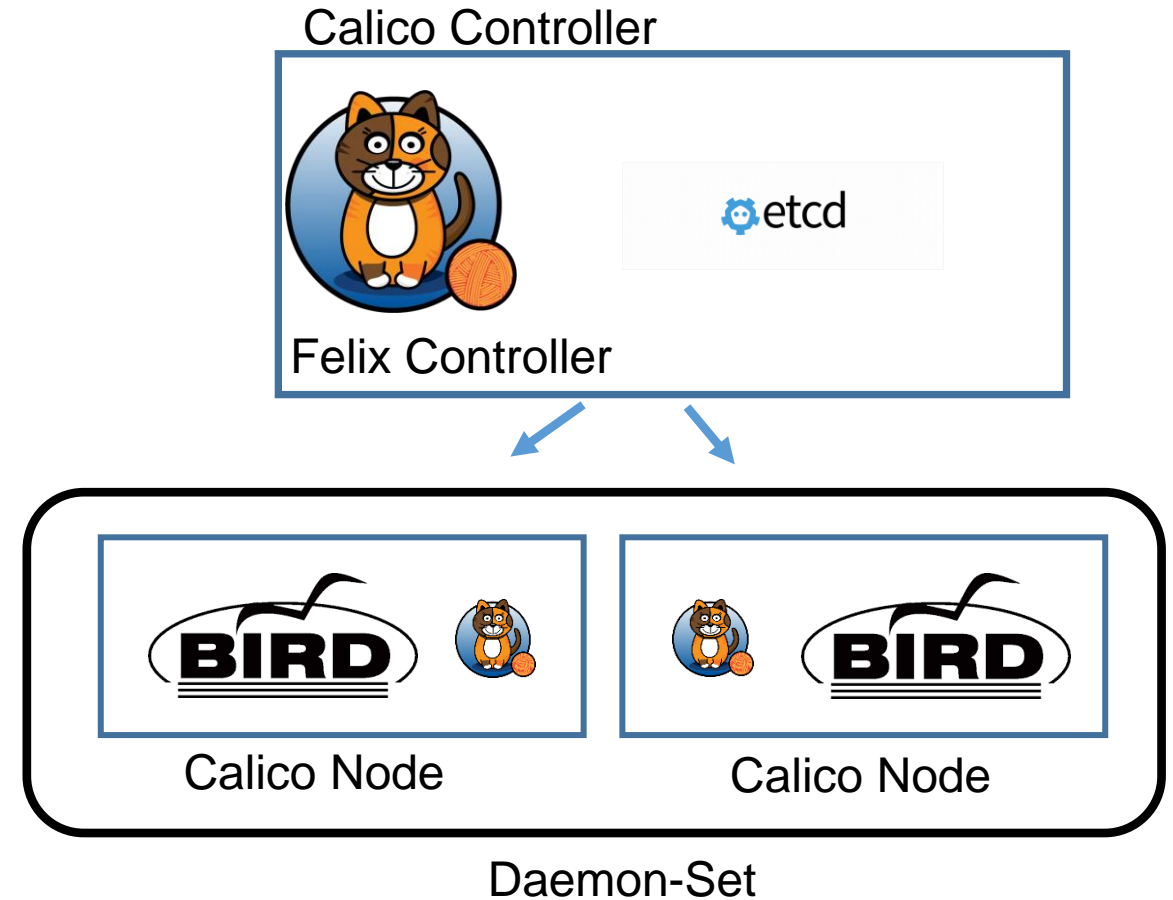 Calico Controller
etcd
Felix Controller
BIRD
BIRD
Calico Node
Calico Node
Daemon-Set